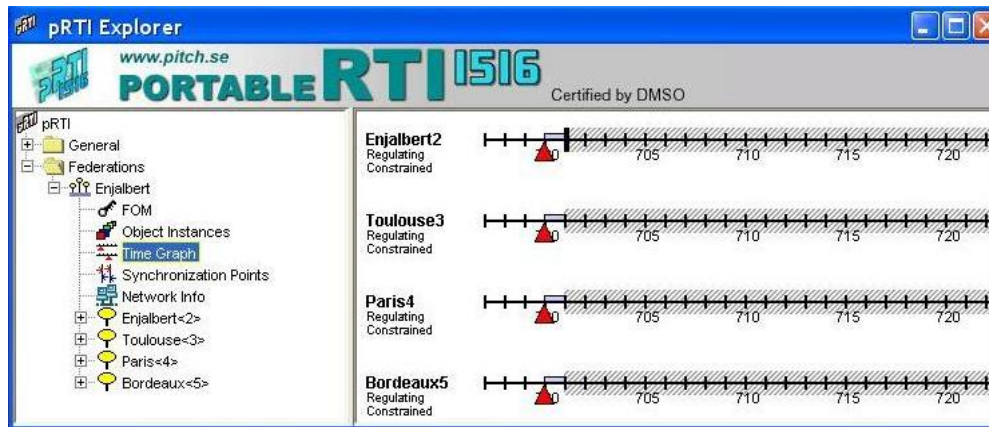 pRTI Explorer
www.pitch.se
PORTABLE RTI 1516
Certified by DMSO
pRTI
General
Federations
Enjalbert
FOM
Object Instances
Time Graph
Synchronization Points
Network Info
Enjalbert<2>
Toulouse<3>
Paris<4>
Bordeaux<5>
Enjalbert2
Regulating
Constrained
705 710 715 720
Toulouse3
Regulating
Constrained
705 710 715 720
Paris4
Regulating
Constrained
705 710 715 720
Bordeaux5
Regulating
Constrained
705 710 715 720